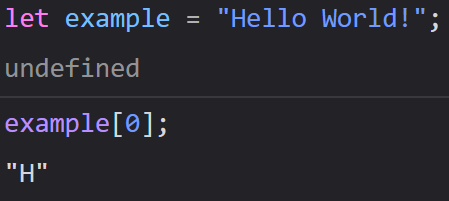 let example = "Hello World!";
undefined
example[0];
"H"